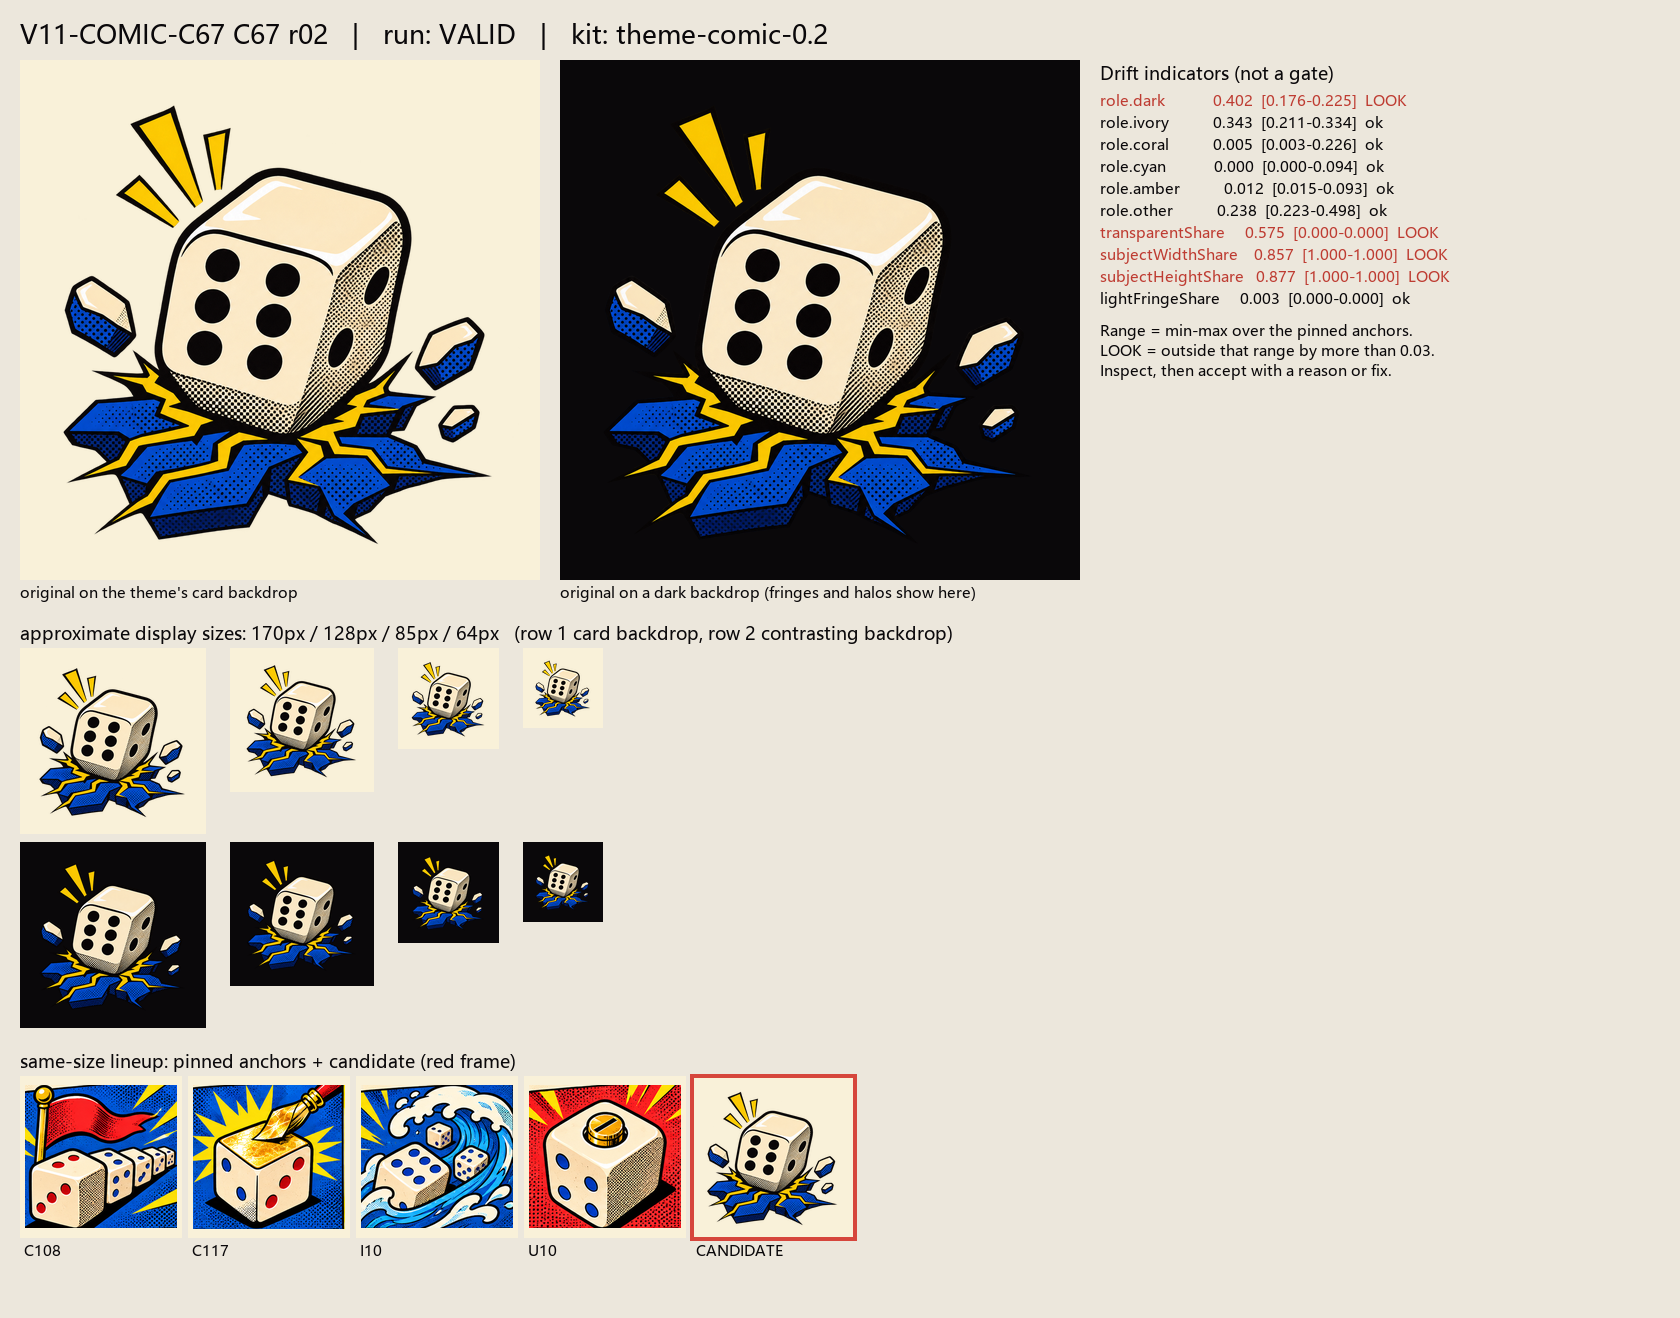 V11-COMIC-C67 C67 r02 | run: VALID | kit: theme-comic-0.2
Drift indicators (not a gate)
role.dark 0.402 [0.176-0.225] LOOK
role.ivory 0.343 [0.211-0.334] ok
role.coral 0.005 [0.003-0.226] ok
role.cyan 0.000 [0.000-0.094] ok
role.amber 0.012 [0.015-0.093] ok
role.other 0.238 [0.223-0.498] ok
transparentShare 0.575 [0.000-0.000] LOOK
subjectWidthShare 0.857 [1.000-1.000] LOOK
subjectHeightShare 0.877 [1.000-1.000] LOOK
lightFringeShare 0.003 [0.000-0.000] ok
Range = min-max over the pinned anchors.
LOOK = outside that range by more than 0.03.
Inspect, then accept with a reason or fix.
original on the theme's card backdrop
original on a dark backdrop (fringes and halos show here)
approximate display sizes: 170px / 128px / 85px / 64px (row 1 card backdrop, row 2 contrasting backdrop)
same-size lineup: pinned anchors + candidate (red frame)
C108
C117
I10
U10
CANDIDATE